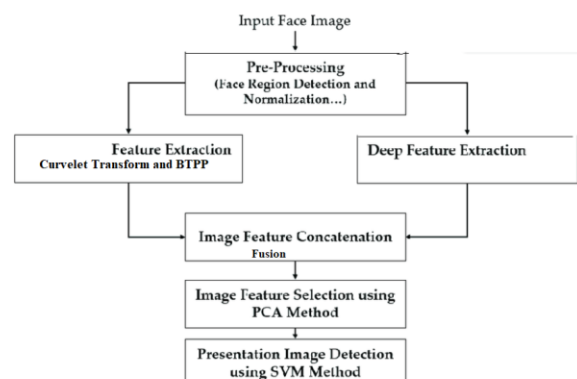 Input Face Image
Pre-Processing
(Face Region Detection and
Normalization...)
Feature Extraction
Curvelet Transform and BTPP
Deep Feature Extraction
Image Feature Concatenation
Fusion
Image Feature Selection using
PCA Method
Presentation Image Detection
using SVM Method